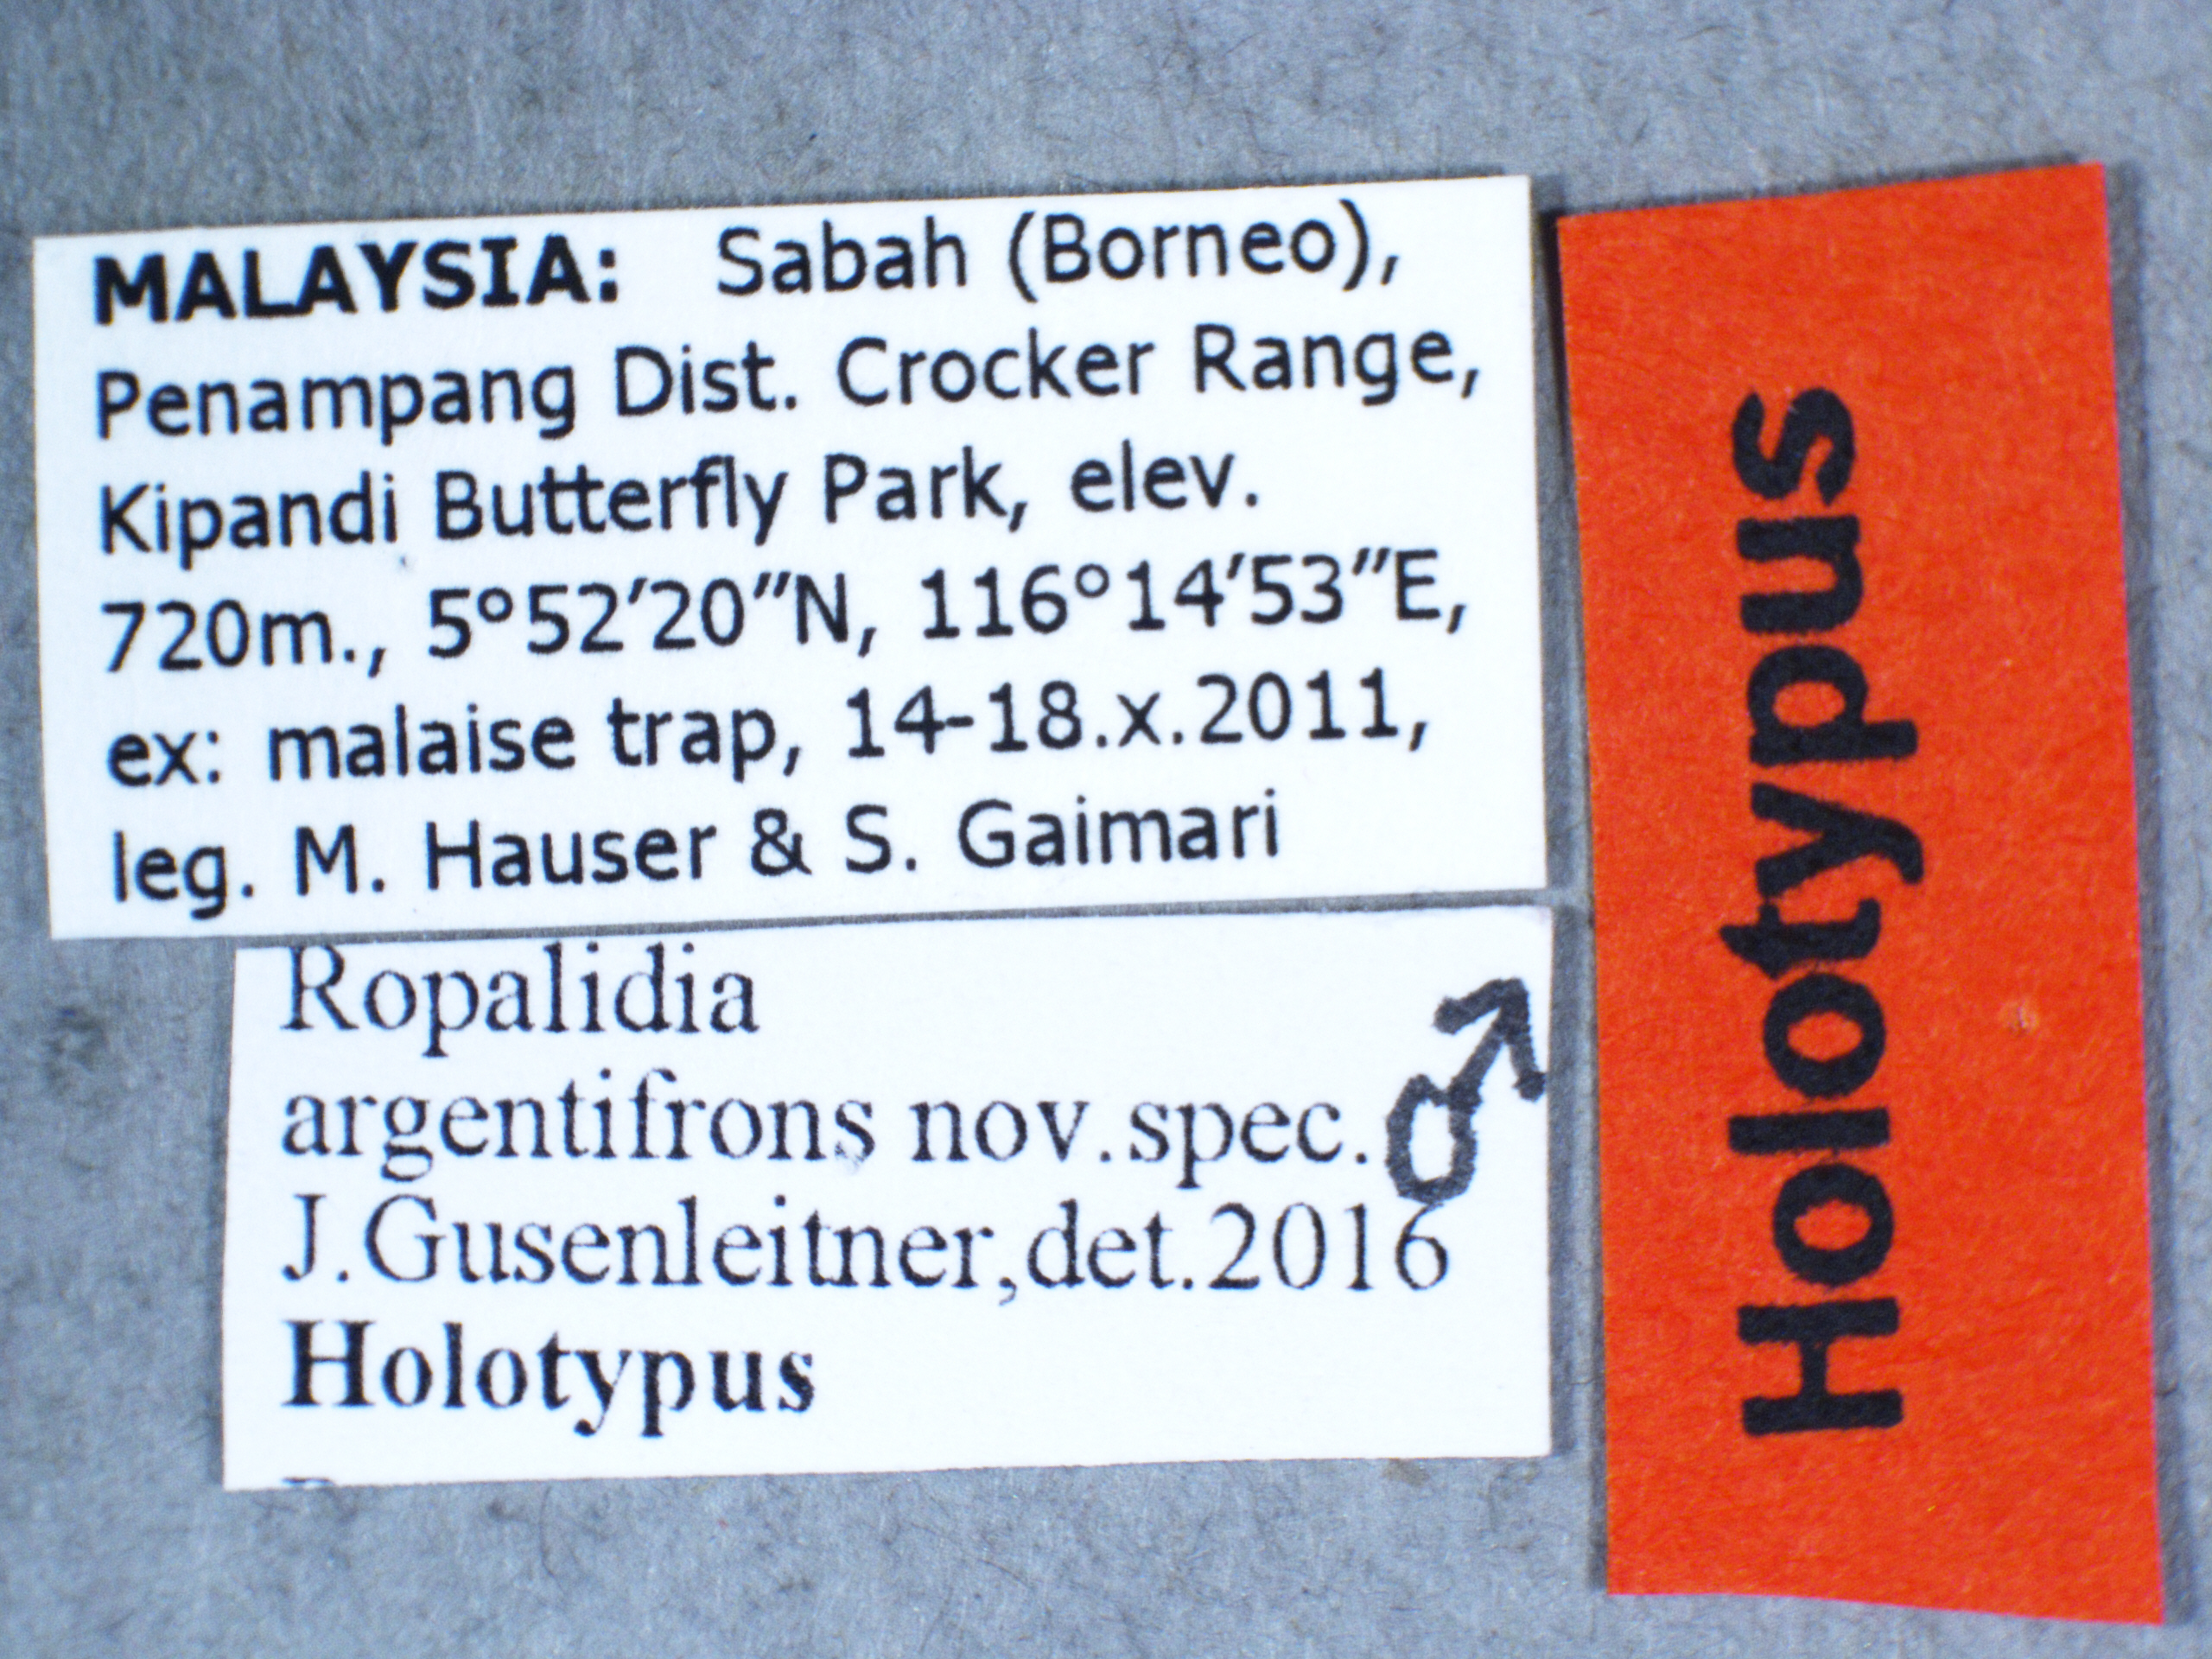 MALAYSIA: Sabah (Borneo),
Penampang Dist. Crocker Range,
Kipandi Butterfly Park, elev.
720m., 5°52′20″N, 116°14′53″E,
ex: malaise trap, 14-18.x.2011,
leg. M. Hauser & S. Gaimari
Ropalidia
argentifrons nov.spec.♂
J.Gusenleitner,det.2016
Holotypus
Holotypus